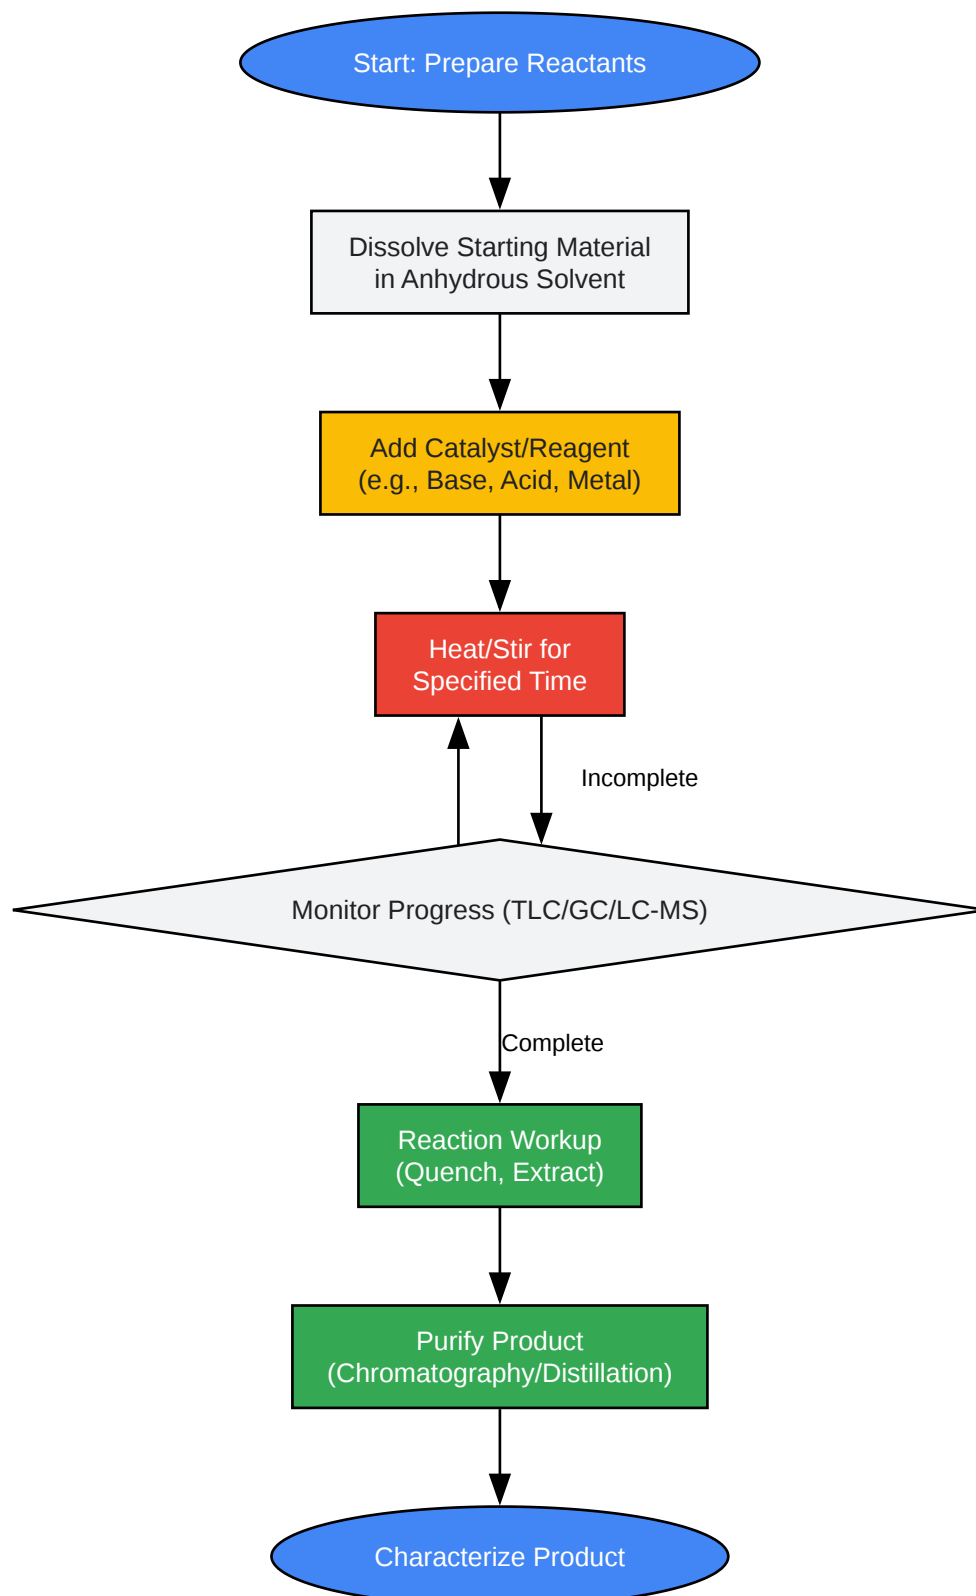 Start: Prepare Reactants
Dissolve Starting Material
in Anhydrous Solvent
Add Catalyst/Reagent
(e.g., Base, Acid, Metal)
Heat/Stir for
Specified Time
Incomplete
Monitor Progress (TLC/GC/LC-MS)
Complete
Reaction Workup
(Quench, Extract)
Purify Product
(Chromatography/Distillation)
Characterize Product